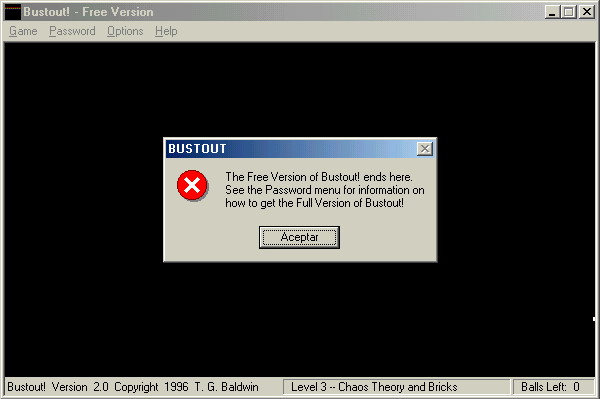 Bustout! - Free Version
Game Password Options Help
BUSTOUT
The Free Version of Bustout! ends here.
See the Password menu for information on
how to get the Full Version of Bustout!
Aceptar
Bustout! Version 2.0 Copyright 1996 T. G. Baldwin Level 3 -- Chaos Theory and Bricks Balls Left: 0